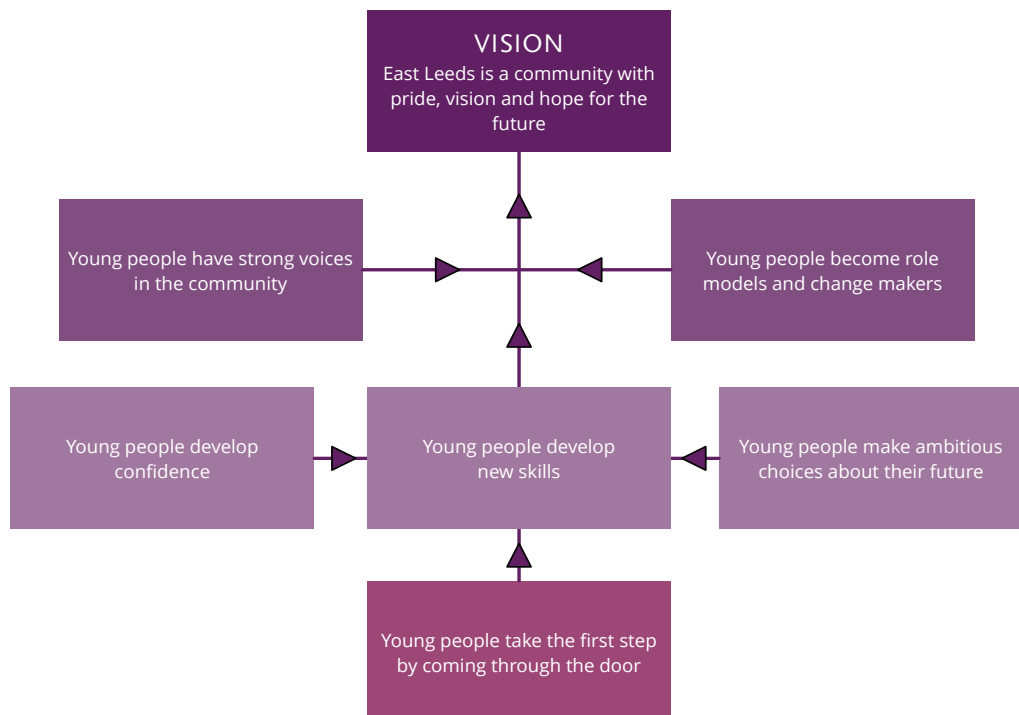 VISION
East Leeds is a community with
pride, vision and hope for the
future
Young people have strong voices
in the community
Young people become role
models and change makers
Young people develop
confidence
Young people develop
new skills
Young people make ambitious
choices about their future
Young people take the first step
by coming through the door